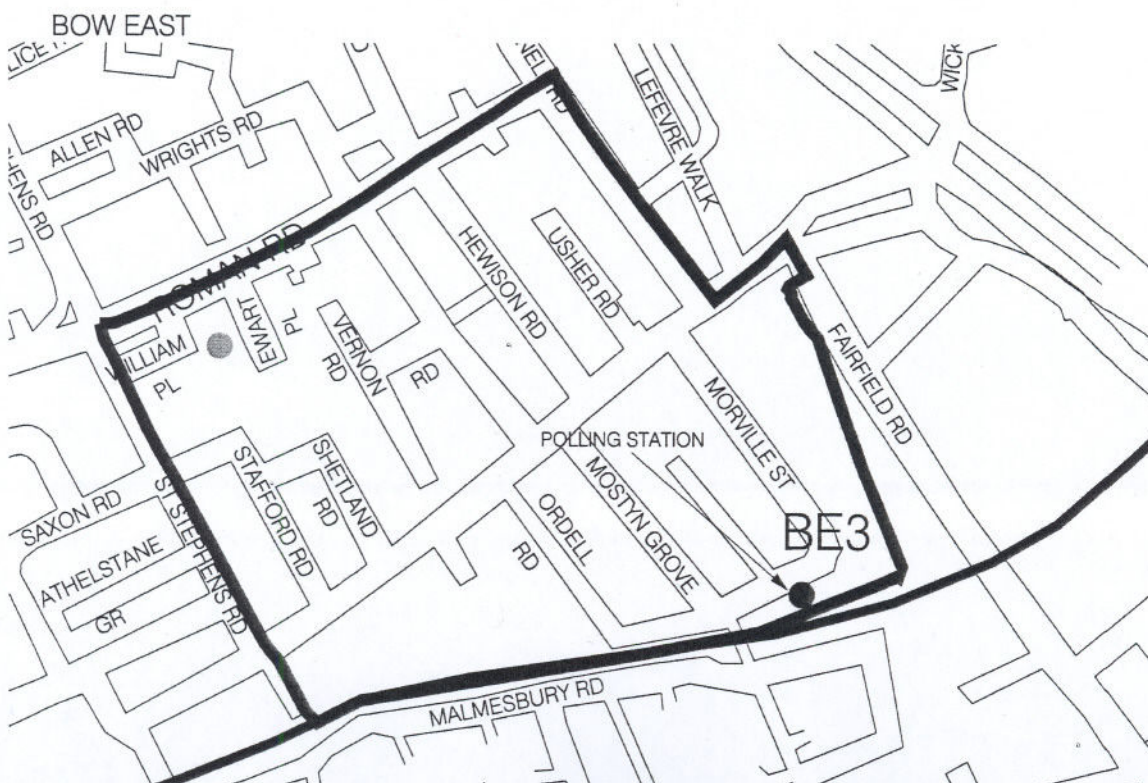 BOW EAST
ALLEN RD
WRIGHTS RD
LEFEVRE WALK
ROMAN RD
HEWISON RD
USHER RD
WILLIAM
PL
EWART
PL
VERNON
RD
RD
FAIRFIELD RD
POLLING STATION
MORVILLE ST
SHETLAND
RD
STAFFORD RD
SAXON RD
ST STEPHENS RD
ORDELL
RD
MOSTYN GROVE
BE3
ATHELSTANE
GR
MALMESBURY RD